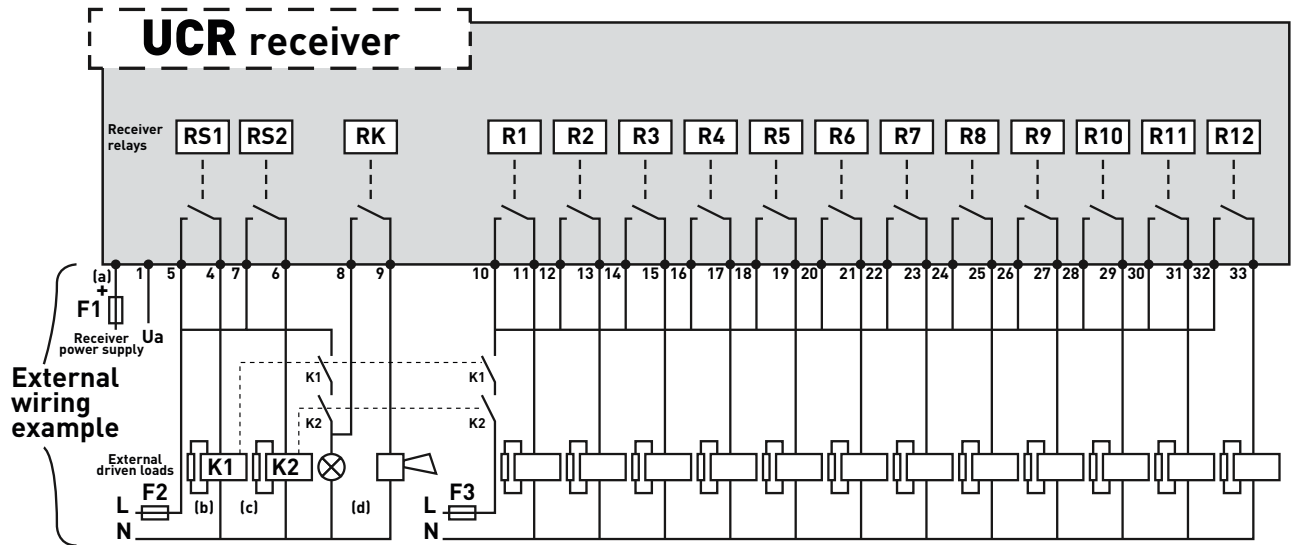 UCR receiver
Receiver
relays
RS1 RS2 RK R1 R2 R3 R4 R5 R6 R7 R8 R9 R10 R11 R12
(a) 1 5 4 7 6 8 9 10 11 12 13 14 15 16 17 18 19 20 21 22 23 24 25 26 27 28 29 30 31 32 33
+
F1
Receiver
power supply
Ua
External
wiring
example
K1 K1
K2 K2
External
driven loads
K1 K2
F2 (b) (c) (d) F3
L L
N N